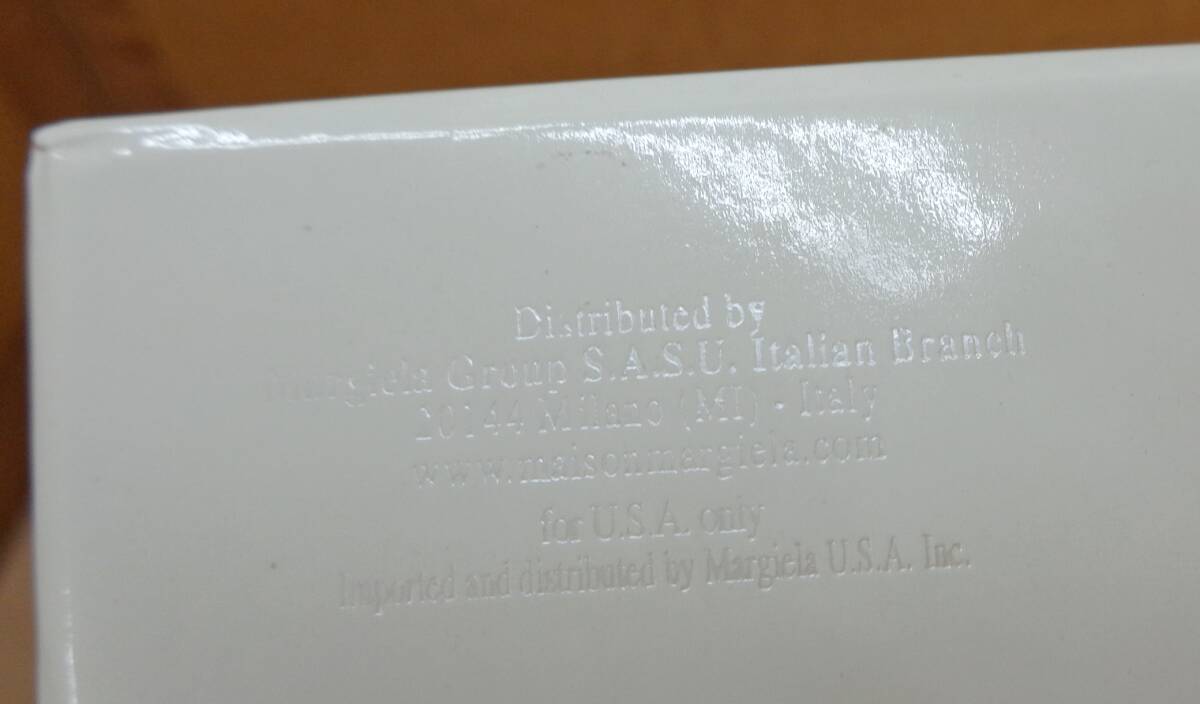 Distributed by
Margiela Group S.A.S.U. Italian Branch
20144 Milano (MI) - Italy
www.maisonmargiela.com
for U.S.A. only
Imported and distributed by Margiela U.S.A. Inc.